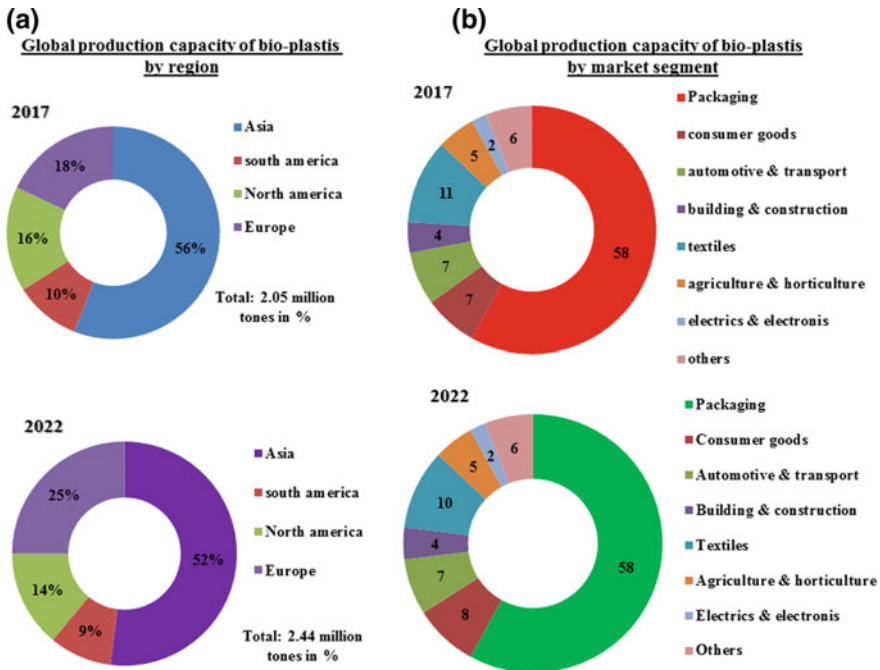 (a)
Global production capacity of bio-plastis
by region
2017
18%
16%
10%
56%
Asia
south america
North america
Europe
Total: 2.05 million
tones in %
2022
25%
14%
9%
52%
Asia
south america
North america
Europe
Total: 2.44 million
tones in %
(b)
Global production capacity of bio-plastis
by market segment
2017
6
2
5
11
4
7
7
58
Packaging
consumer goods
automotive & transport
building & construction
textiles
agriculture & horticulture
electrics & electronis
others
2022
6
2
5
10
4
7
8
58
Packaging
Consumer goods
Automotive & transport
Building & construction
Textiles
Agriculture & horticulture
Electrics & electronis
Others